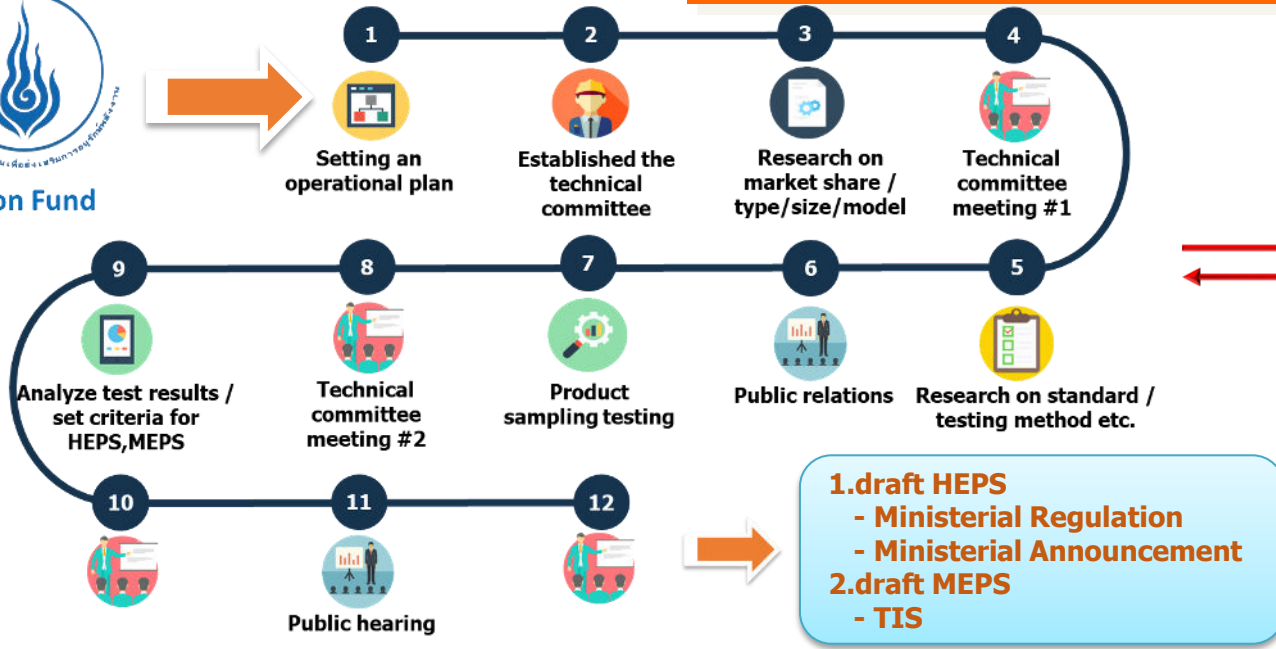 1
2
3
4
Setting an
operational plan
Established the
technical
committee
Research on
market share /
type/size/model
Technical
committee
meeting #1
on Fund
9
8
7
6
5
Analyze test results /
set criteria for
HEPS,MEPS
Technical
committee
meeting #2
Product
sampling testing
Public relations
Research on standard /
testing method etc.
10
11
12
Public hearing
1.draft HEPS
- Ministerial Regulation
- Ministerial Announcement
2.draft MEPS
- TIS